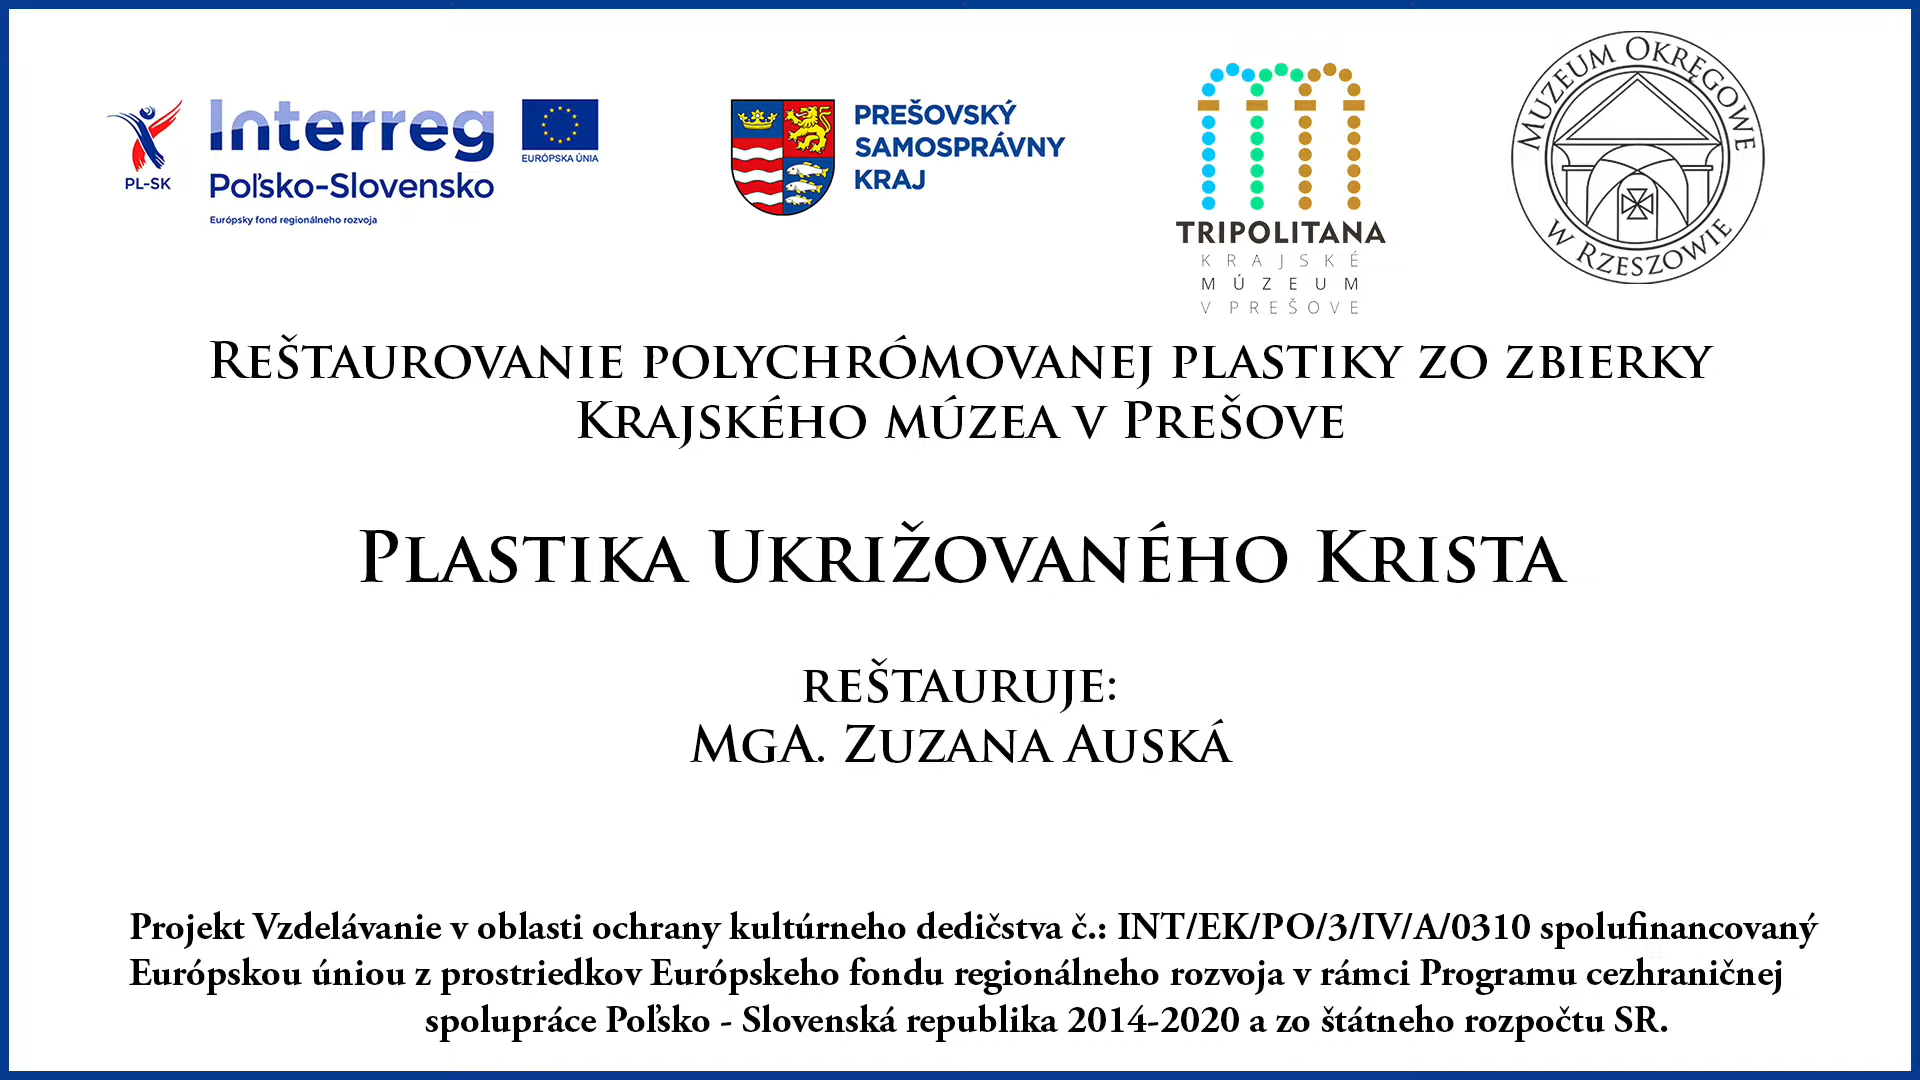 PL-SK
Interreg
Poľsko-Slovensko
Európsky fond regionálneho rozvoja
EURÓPSKA ÚNIA
PREŠOVSKÝ
SAMOSPRÁVNY
KRAJ
TRIPOLITANA
KRAJSKÉ
MÚZEUM
V PREŠOVE
MUZEUM OKRĘGOWE
W RZESZOWIE
Reštaurovanie polychrómovanej plastiky zo zbierky
Krajského múzea v Prešove
Plastika Ukrižovaného Krista
reštauruje:
MgA. Zuzana Auská
Projekt Vzdelávanie v oblasti ochrany kultúrneho dedičstva č.: INT/EK/PO/3/IV/A/0310 spolufinancovaný
Európskou úniou z prostriedkov Európskeho fondu regionálneho rozvoja v rámci Programu cezhraničnej
spolupráce Poľsko - Slovenská republika 2014-2020 a zo štátneho rozpočtu SR.